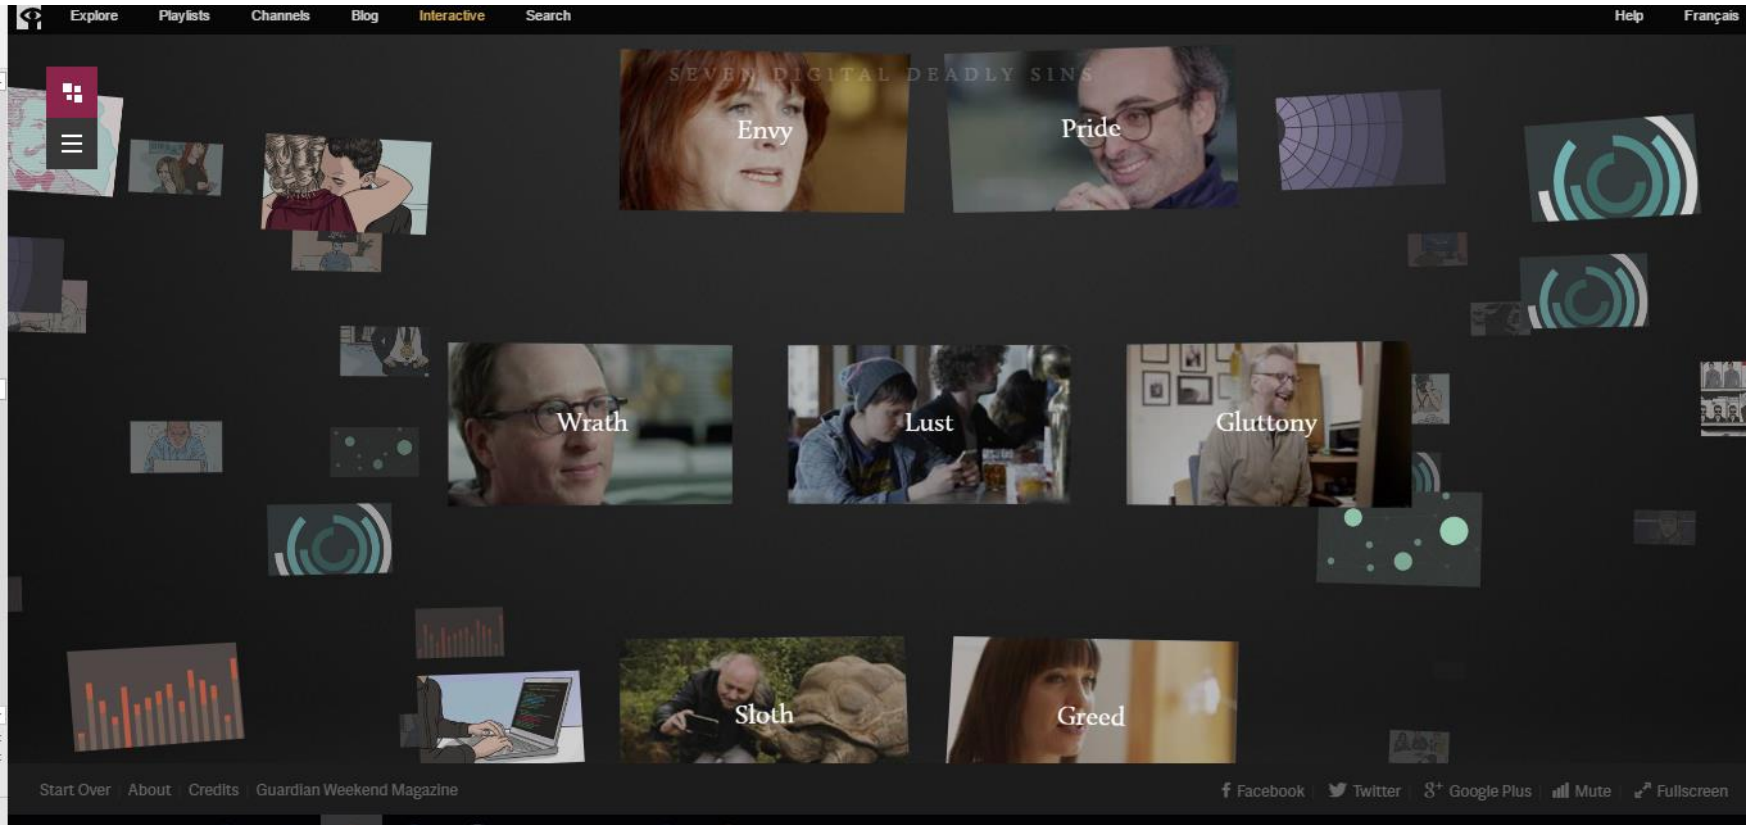 Explore Playlists Channels Blog Interactive Search Help Français
SEVEN DIGITAL DEADLY SINS
Envy
Pride
Wrath
Lust
Gluttony
Sloth
Greed
Start Over About Credits Guardian Weekend Magazine Facebook Twitter Google Plus Mute Fullscreen